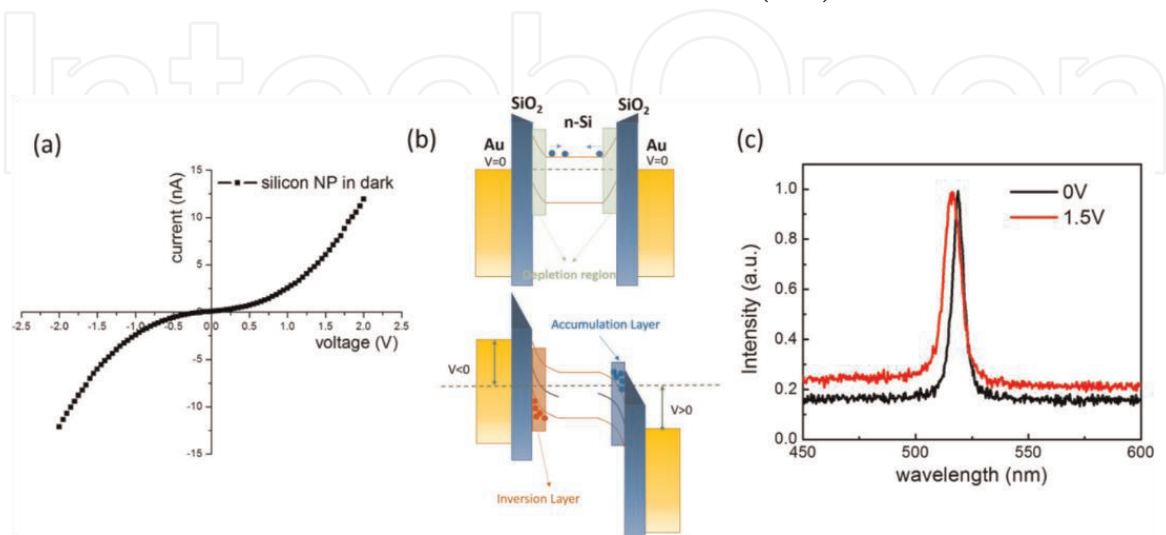 IntechOpen
(a)
15
silicon NP in dark
10
5
0
-5
-10
-15
current (nA)
-2.5 -2.0 -1.5 -1.0 -0.5 0.0 0.5 1.0 1.5 2.0 2.5
voltage (V)
(b)
SiO2 SiO2
n-Si
Au Au
V=0 V=0
Depletion region
Accumulation Layer
V<0
V>0
Inversion Layer
(c)
0V
1.5V
1.0
0.8
0.6
0.4
0.2
0.0
Intensity (a.u.)
450 500 550 600
wavelength (nm)